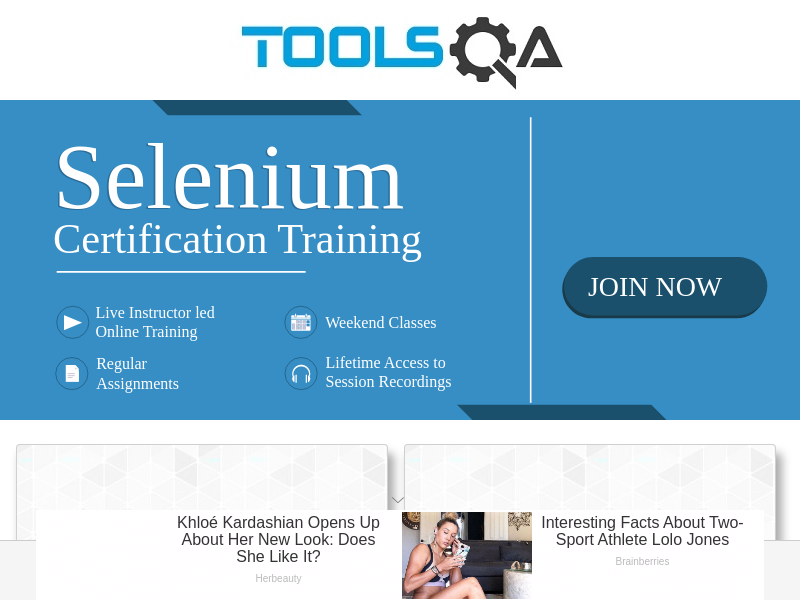 TOOLSQA
Selenium
Certification Training
Live Instructor led
Online Training
Weekend Classes
Regular
Assignments
Lifetime Access to
Session Recordings
JOIN NOW
Khloé Kardashian Opens Up
About Her New Look: Does
She Like It?
Herbeauty
Interesting Facts About Two-
Sport Athlete Lolo Jones
Brainberries